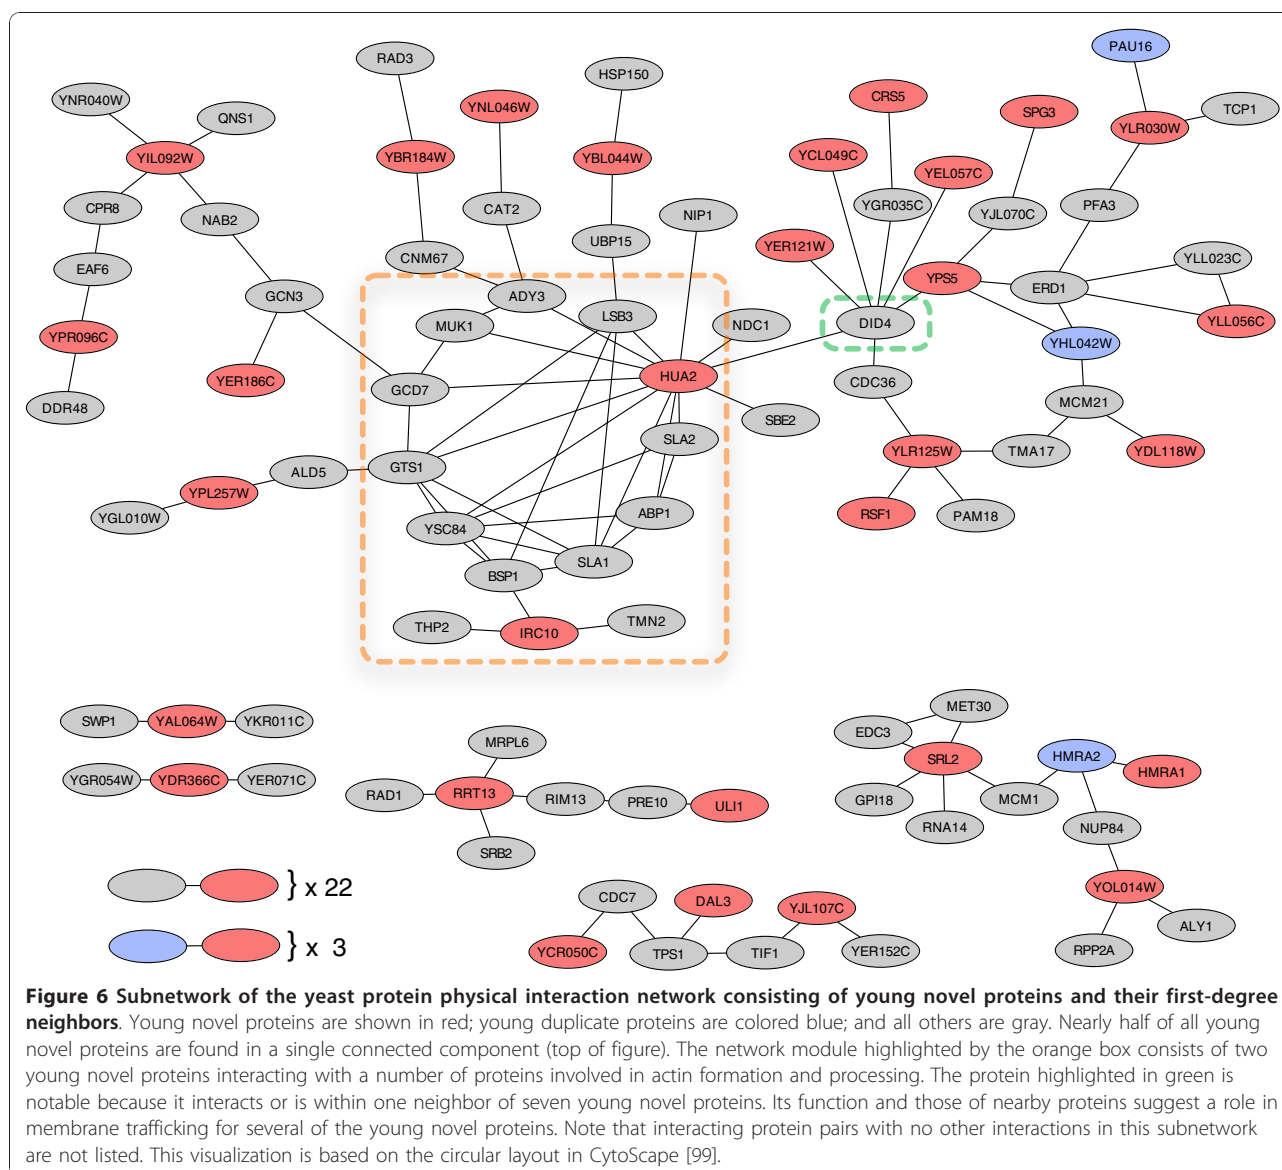 PAU16
RAD3
HSP150
YNR040W
QNS1
YNL046W
CRS5
SPG3
TCP1
YLR030W
YIL092W
YBR184W
YBL044W
YCL049C
YEL057C
CPR8
NAB2
CAT2
NIP1
YGR035C
YJL070C
PFA3
UBP15
YER121W
CNM67
YLL023C
EAF6
YPS5
ERD1
GCN3
ADY3
LSB3
MUK1
NDC1
DID4
YLL056C
YPR096C
YHL042W
YER186C
GCD7
HUA2
CDC36
DDR48
MCM21
SBE2
SLA2
YLR125W
TMA17
YDL118W
ALD5
GTS1
YPL257W
YGL010W
ABP1
RSF1
PAM18
YSC84
SLA1
BSP1
THP2
IRC10
TMN2
SWP1
YAL064W
YKR011C
MET30
EDC3
MRPL6
SRL2
HMRA2
HMRA1
YGR054W
YDR366C
YER071C
RAD1
RRT13
RIM13
PRE10
ULI1
GPI18
MCM1
RNA14
NUP84
SRB2
} x 22
CDC7
DAL3
YJL107C
YOL014W
ALY1
} x 3
YCR050C
TPS1
TIF1
YER152C
RPP2A
Figure 6 Subnetwork of the yeast protein physical interaction network consisting of young novel proteins and their first-degree
neighbors. Young novel proteins are shown in red; young duplicate proteins are colored blue; and all others are gray. Nearly half of all young
novel proteins are found in a single connected component (top of figure). The network module highlighted by the orange box consists of two
young novel proteins interacting with a number of proteins involved in actin formation and processing. The protein highlighted in green is
notable because it interacts or is within one neighbor of seven young novel proteins. Its function and those of nearby proteins suggest a role in
membrane trafficking for several of the young novel proteins. Note that interacting protein pairs with no other interactions in this subnetwork
are not listed. This visualization is based on the circular layout in CytoScape [99].